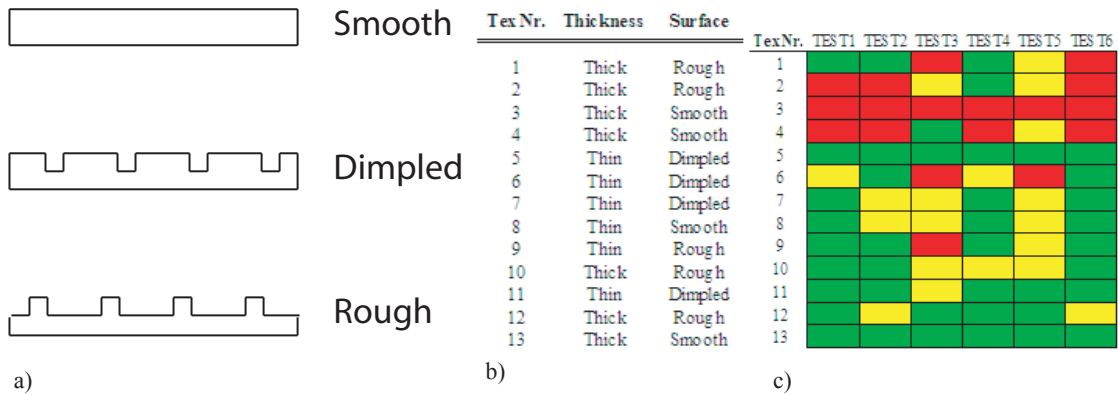 Smooth
Dimpled
Rough
a)
Tex Nr. Thickness Surface
1 Thick Rough
2 Thick Rough
3 Thick Smooth
4 Thick Smooth
5 Thin Dimpled
6 Thin Dimpled
7 Thin Dimpled
8 Thin Smooth
9 Thin Rough
10 Thick Rough
11 Thin Dimpled
12 Thick Rough
13 Thick Smooth
b)
Tex Nr. TEST1 TEST2 TEST3 TEST4 TEST5 TEST6
1
2
3
4
5
6
7
8
9
10
11
12
13
c)